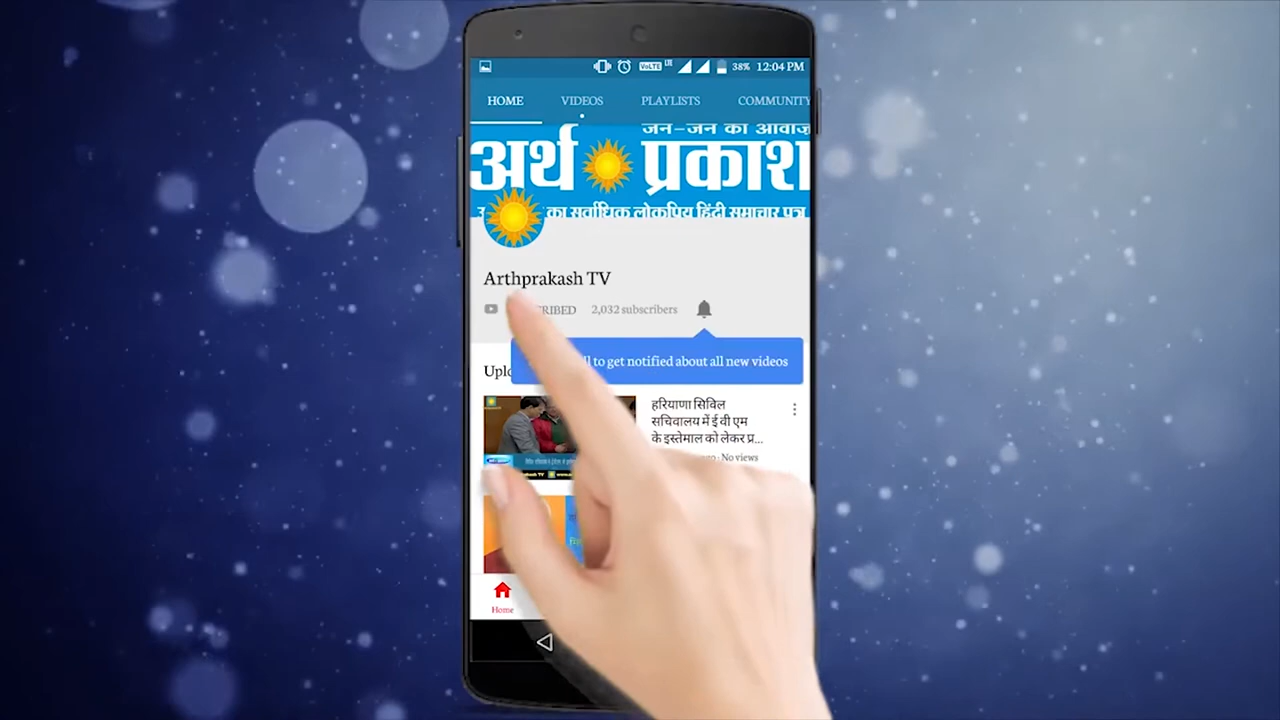 VoLTE LTE 38% 12:04 PM
HOME VIDEOS PLAYLISTS COMMUNITY
जन-जन का आवाज़
अर्थ प्रकाश
का सर्वाधिक लोकप्रिय हिंदी समाचार पत्र
Arthprakash TV
2,032 subscribers
to get notified about all new videos
हरियाणा सिविल
सचिवालय में ई वी एम
के इस्तेमाल को लेकर प्र...
No views
Home